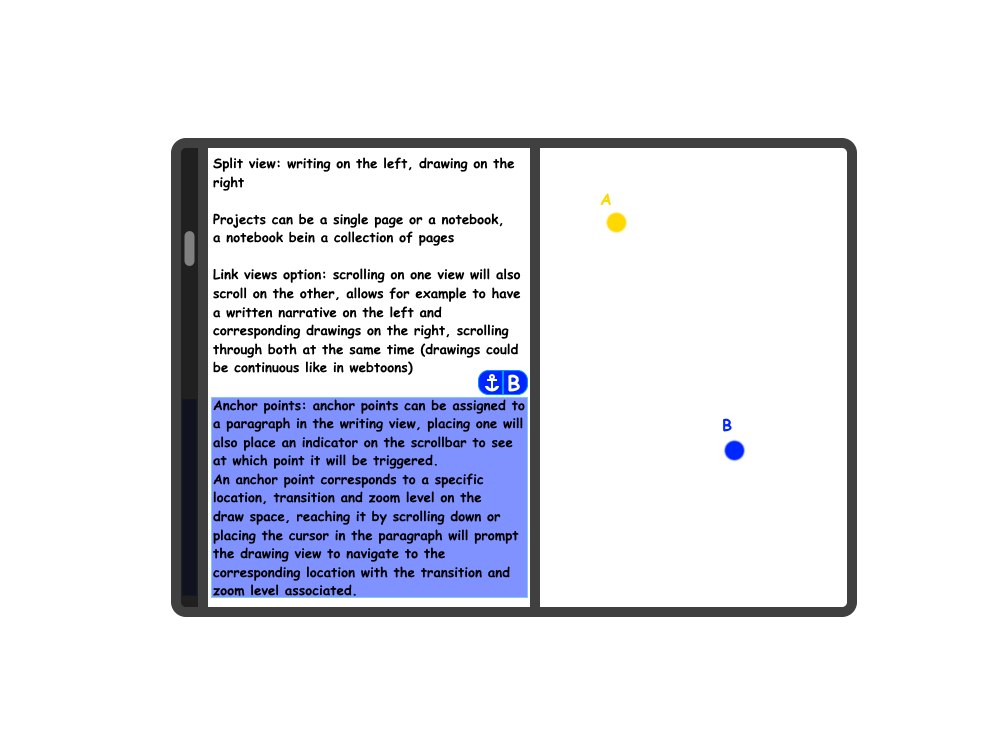 Split view: writing on the left, drawing on the
right
Projects can be a single page or a notebook,
a notebook bein a collection of pages
Link views option: scrolling on one view will also
scroll on the other, allows for example to have
a written narrative on the left and
corresponding drawings on the right, scrolling
through both at the same time (drawings could
be continuous like in webtoons)
B
Anchor points: anchor points can be assigned to
a paragraph in the writing view, placing one will
also place an indicator on the scrollbar to see
at which point it will be triggered.
An anchor point corresponds to a specific
location, transition and zoom level on the
draw space, reaching it by scrolling down or
placing the cursor in the paragraph will prompt
the drawing view to navigate to the
corresponding location with the transition and
zoom level associated.
A
B